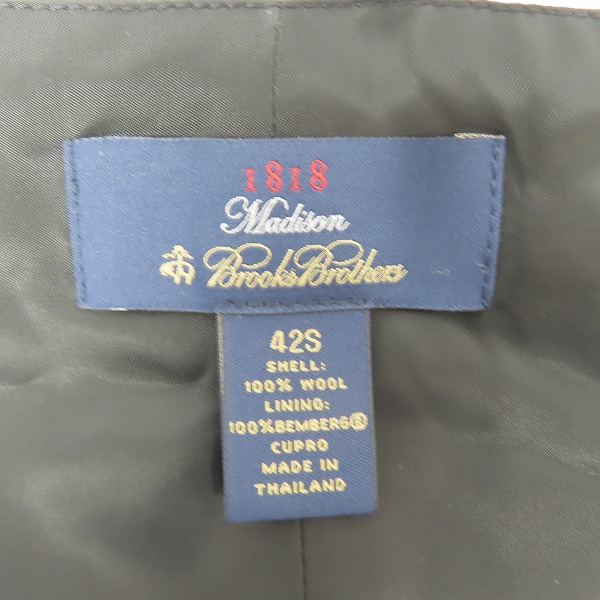 1818
Madison
Brooks Brothers
42S
SHELL:
100% WOOL
LINING:
100%BEMBERG®
CUPRO
MADE IN
THAILAND